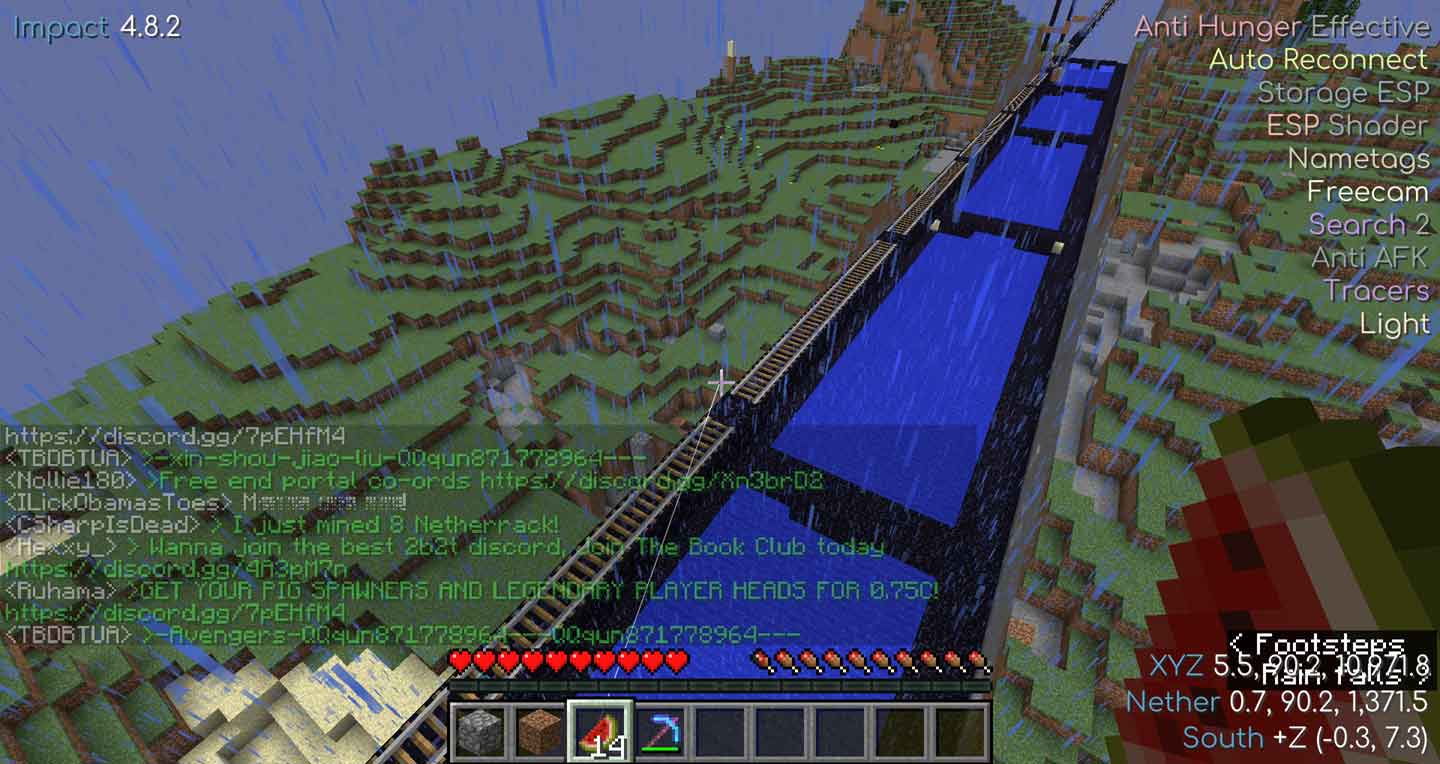 Impact 4.8.2
Anti Hunger Effective
Auto Reconnect
Storage ESP
ESP Shader
Nametags
Freecam
Search 2
Anti AFK
Tracers
Light
https://discord.gg/7pEHfM4
<TBDBTUA> >-xin-shou-jiao-liu-QQqun871778964---
<Nollie180> >Free end portal co-ords https://discord.gg/Xn3brD2
<ILickObamasToes>
<CSharpIsDead> > I just mined 8 Netherrack!
<Hexxy_> > Wanna join the best 2b2t discord, Join The Book Club today
https://discord.gg/4A3pM7n
<Ruhama> >GET YOUR PIG SPAWNERS AND LEGENDARY PLAYER HEADS FOR 0,75C!
https://discord.gg/7pEHfM4
<TBDBTUA> >-Avengers-QQqun871778964---QQqun871778964---
< Footsteps
Rain falls >
XYZ 5.5, 90.2, 10,971.8
Nether 0.7, 90.2, 1,371.5
South +Z (-0.3, 7.3)
14